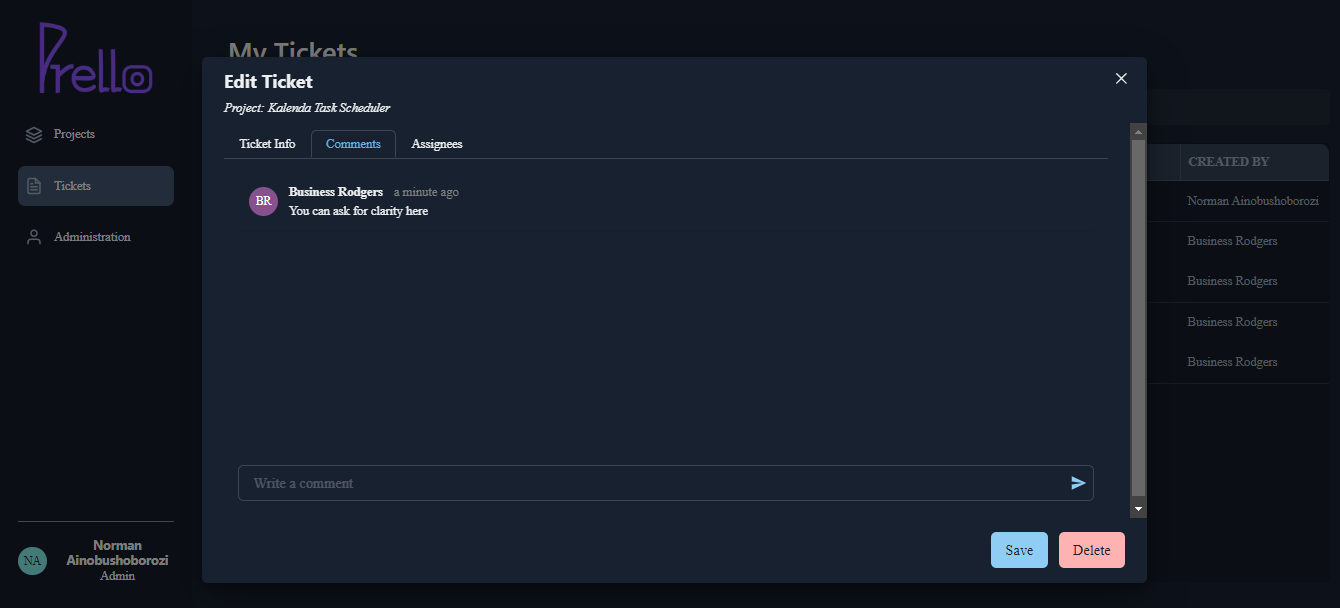 Prello
My Tickets
Projects
Tickets
Administration
Edit Ticket
Project: Kalenda Task Scheduler
Ticket Info
Comments
Assignees
BR
Business Rodgers a minute ago
You can ask for clarity here
Write a comment
Save
Delete
CREATED BY
Norman Ainobushoborozi
Business Rodgers
Business Rodgers
Business Rodgers
Business Rodgers
NA
Norman
Ainobushoborozi
Admin